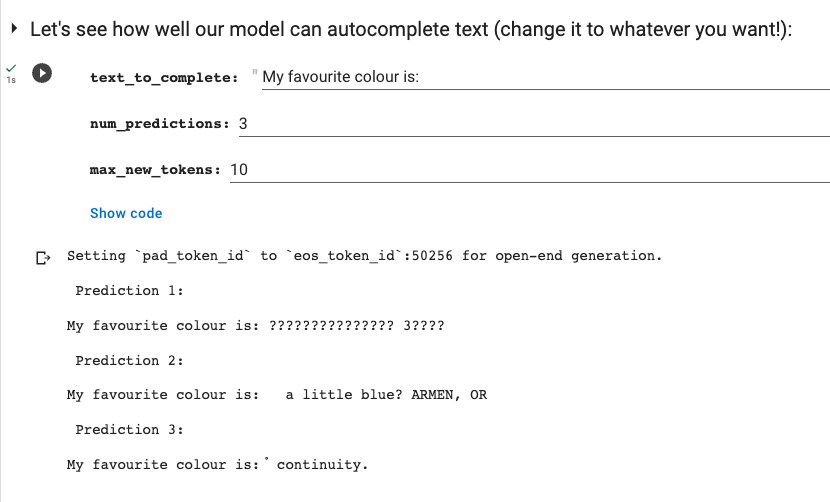 Let's see how well our model can autocomplete text (change it to whatever you want!):
1s
text_to_complete: " My favourite colour is:
num_predictions: 3
max_new_tokens: 10
Show code
Setting `pad_token_id` to `eos_token_id`:50256 for open-end generation.
Prediction 1:
My favourite colour is: ??????????????? 3????
Prediction 2:
My favourite colour is:   a little blue? ARMEN, OR
Prediction 3:
My favourite colour is:˚ continuity.